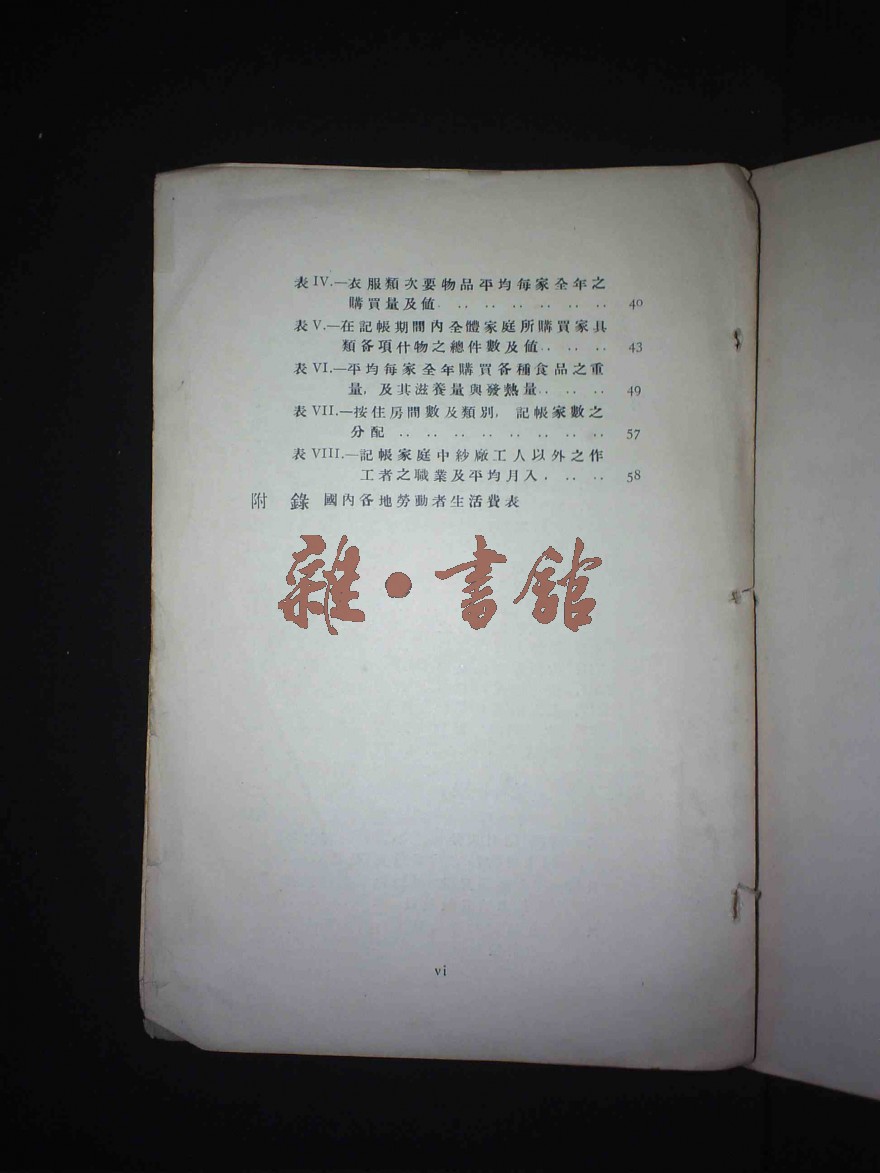 表 IV.—衣服類次要物品平均每家全年之
購買量及值. .. .. .. .. .. .. 40
表 V.—在記帳期間內全體家庭所購買家具
類各項什物之總件數及值.. .. .. 43
表 VI.—平均每家全年購買各種食品之重
量, 及其滋養量與發熱量.. .. .. 49
表 VII.—按住房間數及類別, 記帳家數之
分配 .. .. .. .. .. .. .. .. 57
表 VIII.—記帳家庭中紗廠工人以外之作
工者之職業及平均月入 . .. .. 58
附 錄 國內各地勞動者生活費表
雜•書館
vi